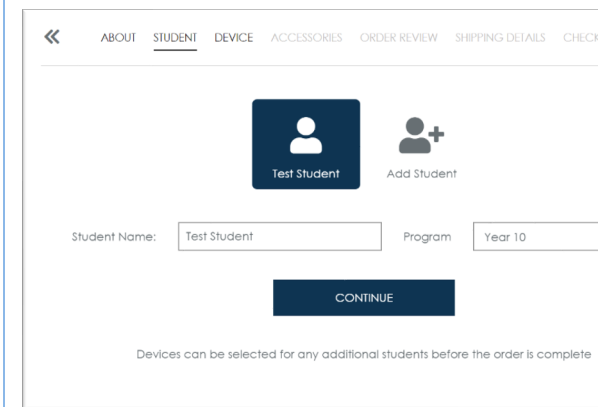 ABOUT STUDENT DEVICE ACCESSORIES ORDER REVIEW SHIPPING DETAILS CHECK
Test Student Add Student
Student Name: Test Student Program Year 10
CONTINUE
Devices can be selected for any additional students before the order is complete